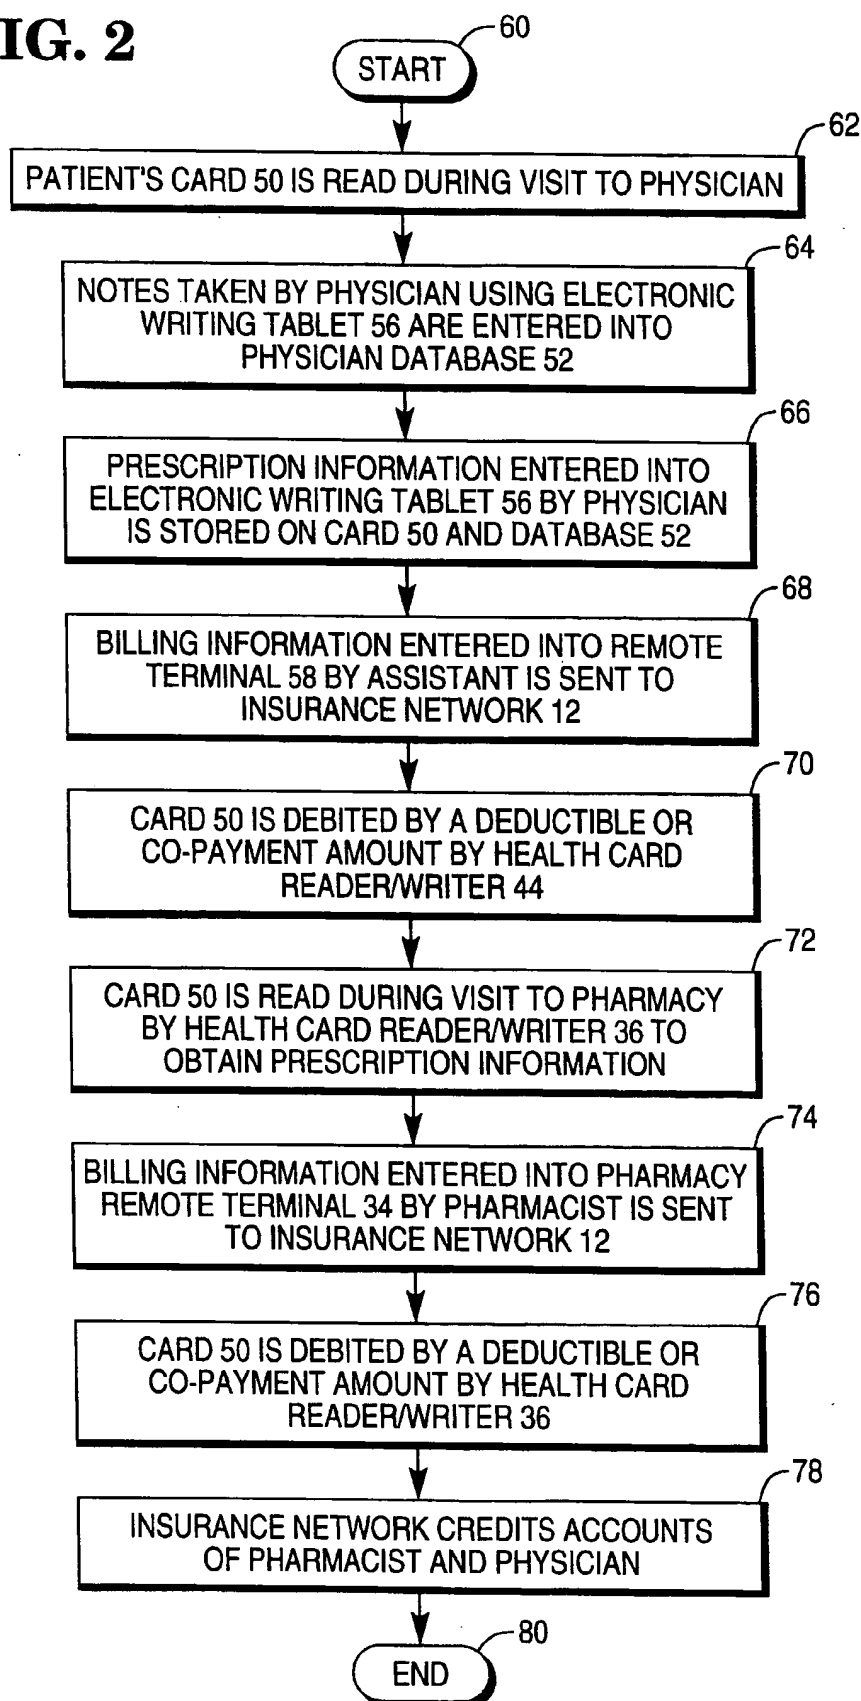 IG. 2
60
START
62
PATIENT'S CARD 50 IS READ DURING VISIT TO PHYSICIAN
64
NOTES TAKEN BY PHYSICIAN USING ELECTRONIC
WRITING TABLET 56 ARE ENTERED INTO
PHYSICIAN DATABASE 52
66
PRESCRIPTION INFORMATION ENTERED INTO
ELECTRONIC WRITING TABLET 56 BY PHYSICIAN
IS STORED ON CARD 50 AND DATABASE 52
68
BILLING INFORMATION ENTERED INTO REMOTE
TERMINAL 58 BY ASSISTANT IS SENT TO
INSURANCE NETWORK 12
70
CARD 50 IS DEBITED BY A DEDUCTIBLE OR
CO-PAYMENT AMOUNT BY HEALTH CARD
READER/WRITER 44
72
CARD 50 IS READ DURING VISIT TO PHARMACY
BY HEALTH CARD READER/WRITER 36 TO
OBTAIN PRESCRIPTION INFORMATION
74
BILLING INFORMATION ENTERED INTO PHARMACY
REMOTE TERMINAL 34 BY PHARMACIST IS SENT
TO INSURANCE NETWORK 12
76
CARD 50 IS DEBITED BY A DEDUCTIBLE OR
CO-PAYMENT AMOUNT BY HEALTH CARD
READER/WRITER 36
78
INSURANCE NETWORK CREDITS ACCOUNTS
OF PHARMACIST AND PHYSICIAN
80
END